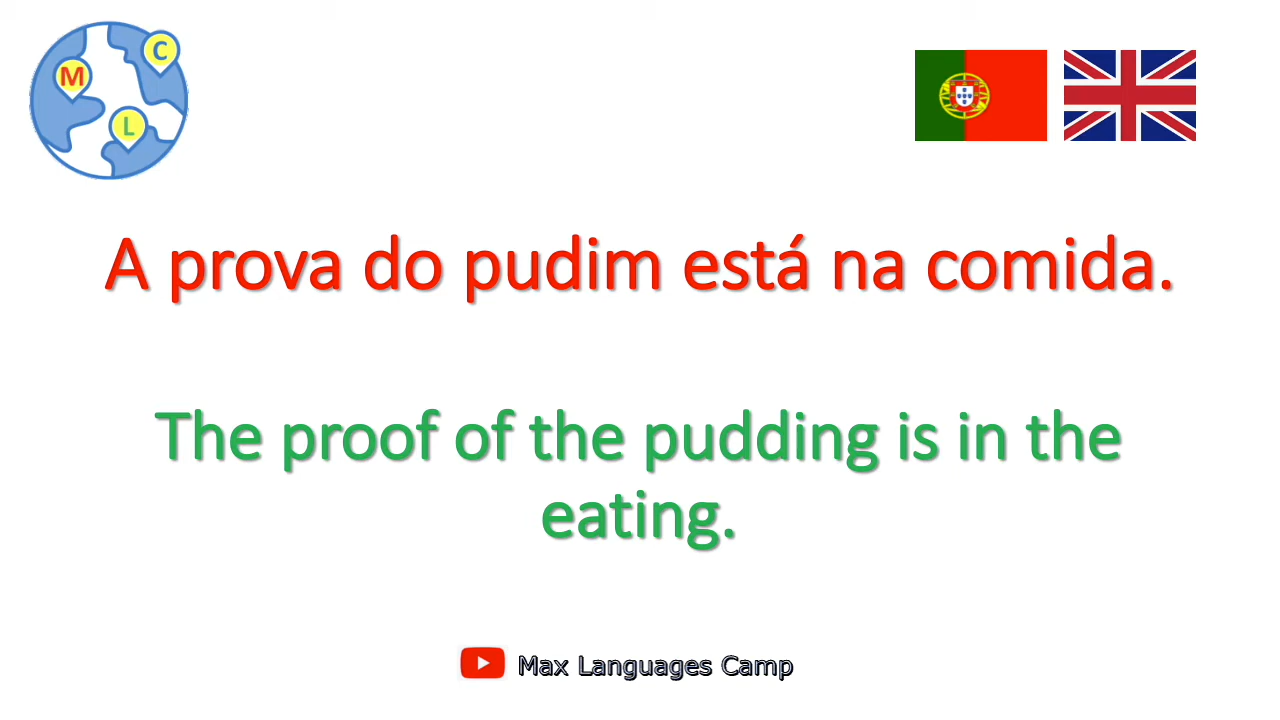 M
C
L
A prova do pudim está na comida.
The proof of the pudding is in the
eating.
Max Languages Camp